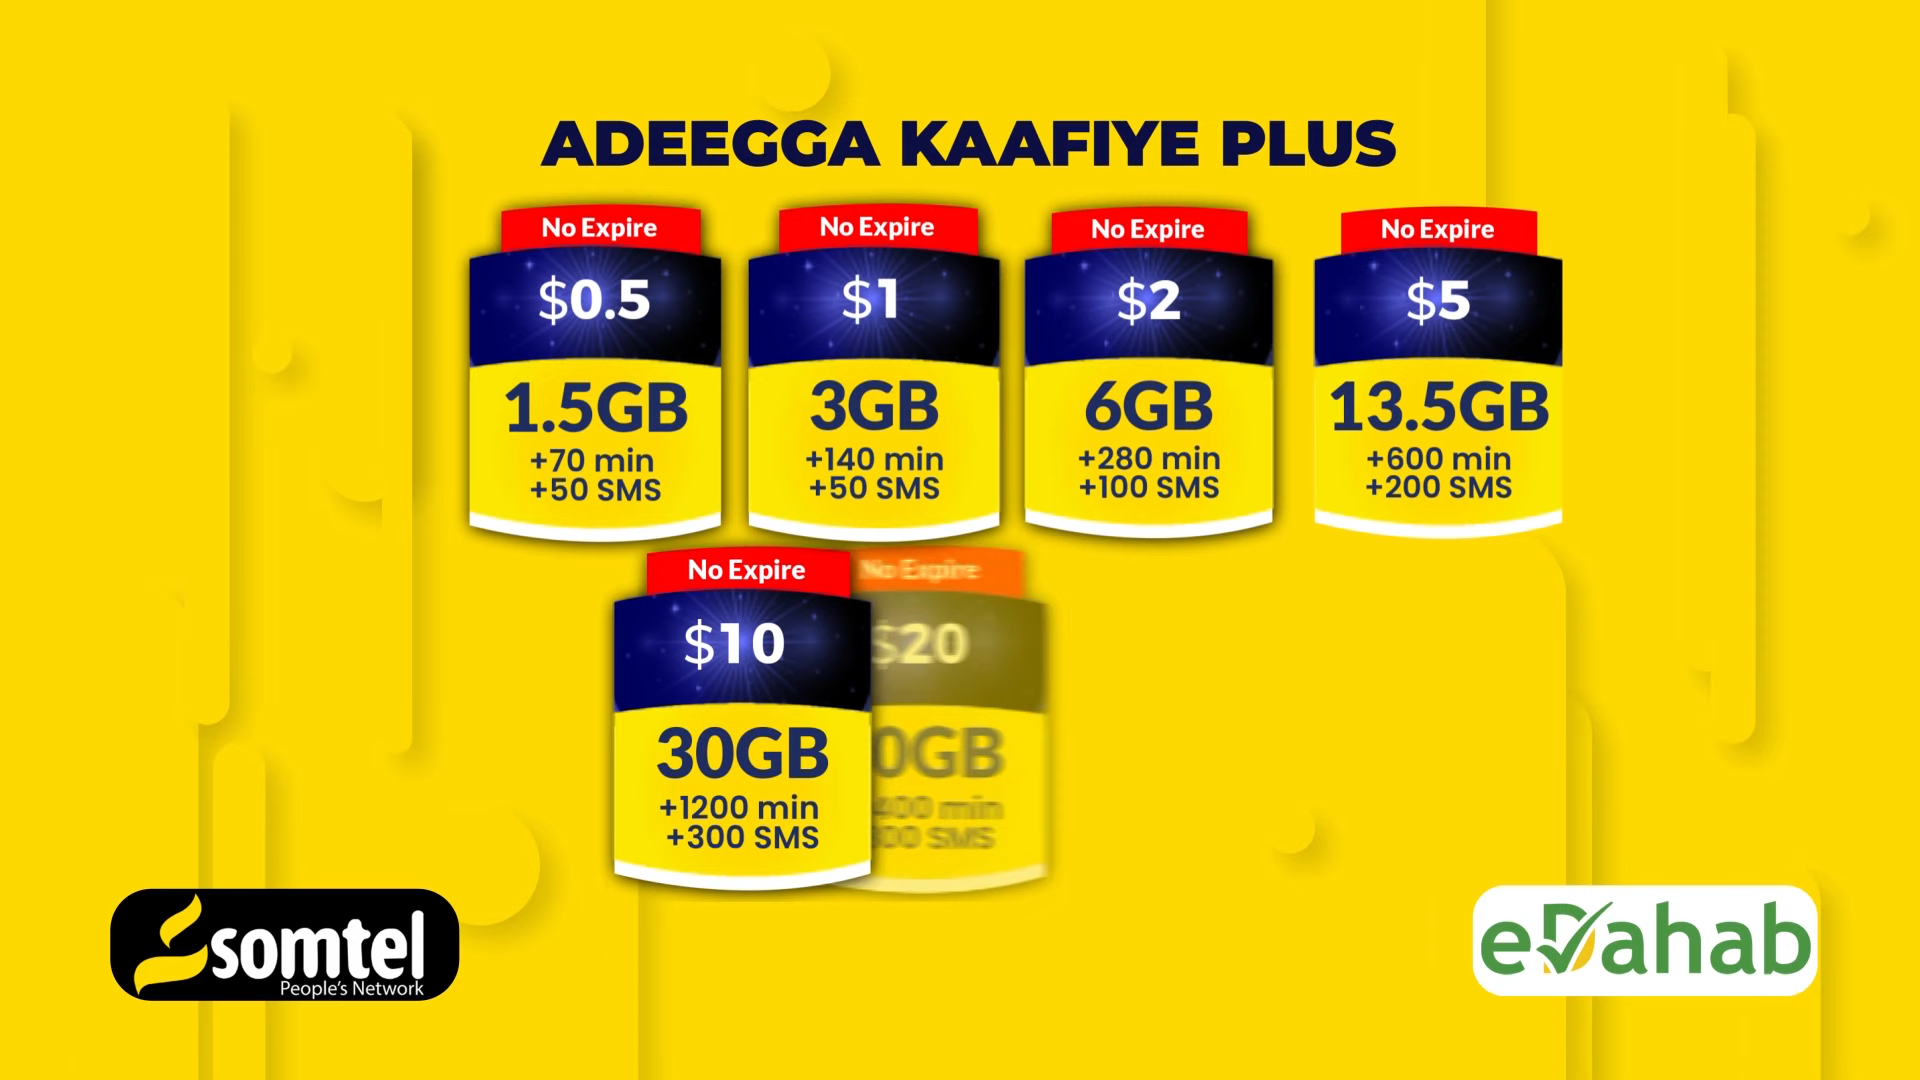 ADEEGGA KAAFIYE PLUS
No Expire
$0.5
1.5GB
+70 min
+50 SMS
No Expire
$1
3GB
+140 min
+50 SMS
No Expire
$2
6GB
+280 min
+100 SMS
No Expire
$5
13.5GB
+600 min
+200 SMS
No Expire
$10
30GB
+1200 min
+300 SMS
No Expire
$20
min
SMS
somtel
People's Network
eDahab